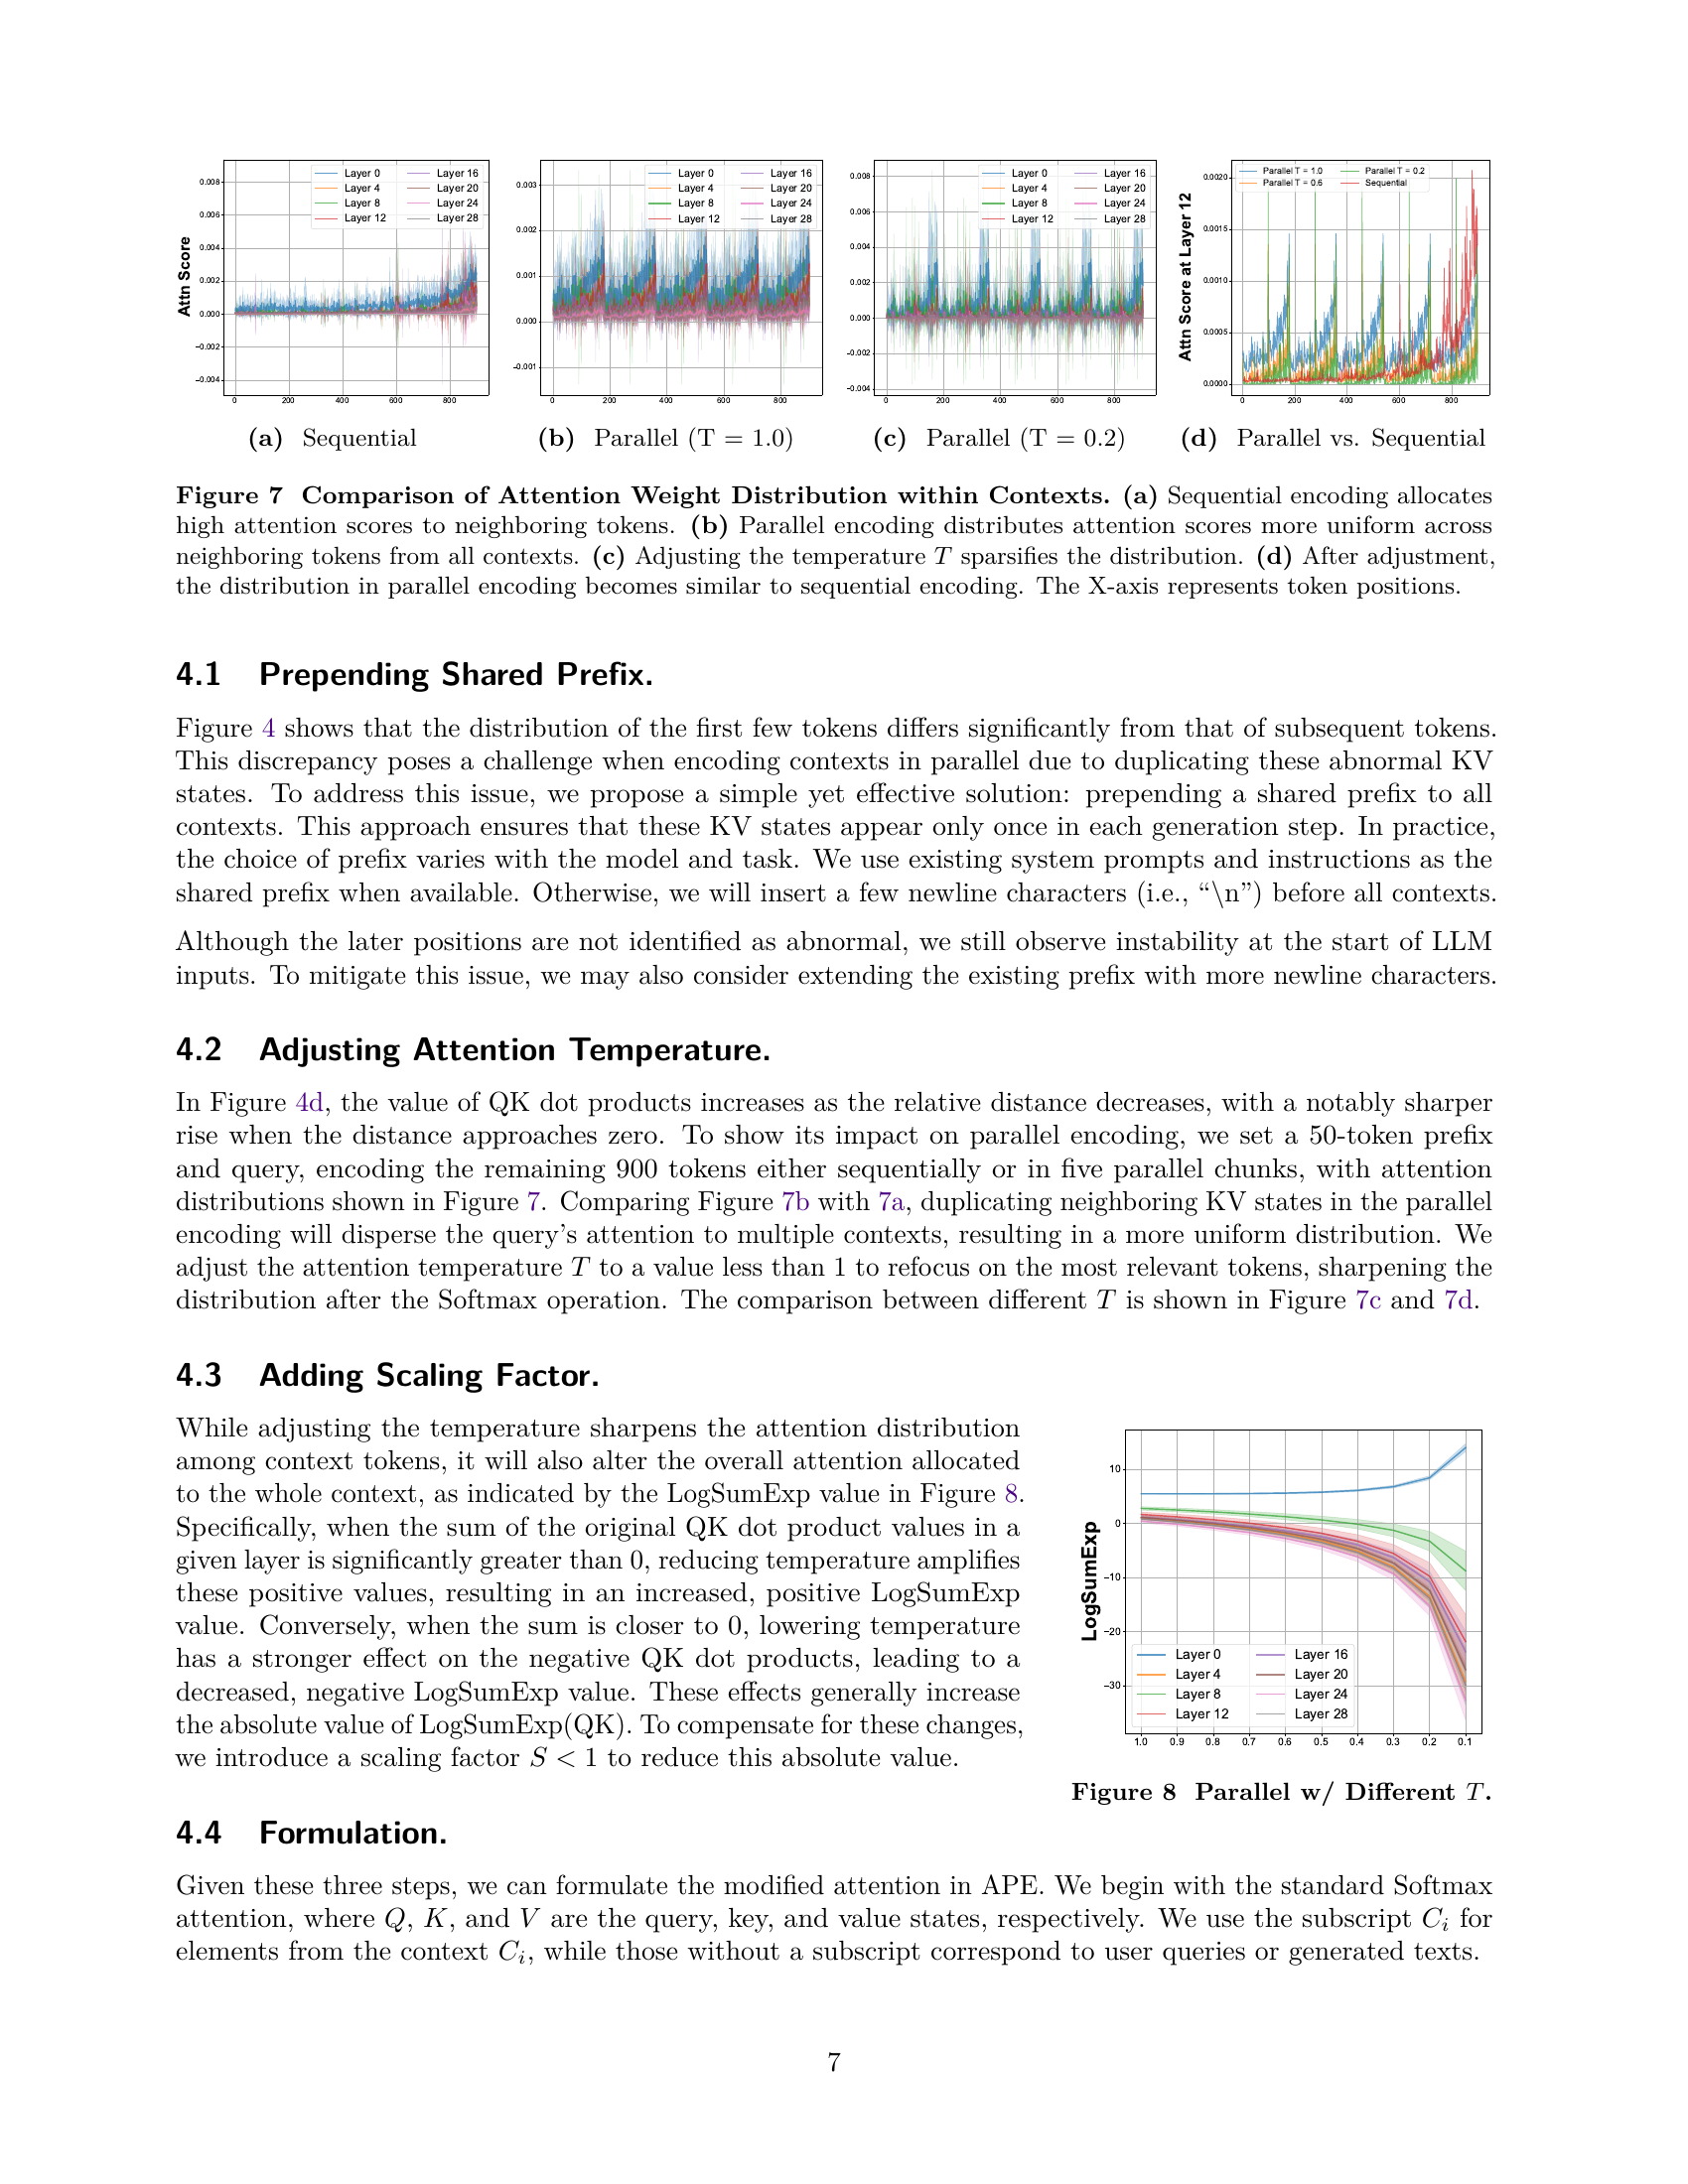 Attn Score
0.008
0.006
0.004
0.002
0.000
−0.002
−0.004
0 200 400 600 800
Layer 0 Layer 16
Layer 4 Layer 20
Layer 8 Layer 24
Layer 12 Layer 28
(a) Sequential
0.003
0.002
0.001
0.000
−0.001
0 200 400 600 800
Layer 0 Layer 16
Layer 4 Layer 20
Layer 8 Layer 24
Layer 12 Layer 28
(b) Parallel (T = 1.0)
0.008
0.006
0.004
0.002
0.000
−0.002
−0.004
0 200 400 600 800
Layer 0 Layer 16
Layer 4 Layer 20
Layer 8 Layer 24
Layer 12 Layer 28
(c) Parallel (T = 0.2)
Attn Score at Layer 12
0.0020
0.0015
0.0010
0.0005
0.0000
0 200 400 600 800
Parallel T = 1.0 Parallel T = 0.2
Parallel T = 0.6 Sequential
(d) Parallel vs. Sequential
Figure 7 Comparison of Attention Weight Distribution within Contexts. (a) Sequential encoding allocates
high attention scores to neighboring tokens. (b) Parallel encoding distributes attention scores more uniform across
neighboring tokens from all contexts. (c) Adjusting the temperature T sparsifies the distribution. (d) After adjustment,
the distribution in parallel encoding becomes similar to sequential encoding. The X-axis represents token positions.
4.1 Prepending Shared Prefix.
Figure 4 shows that the distribution of the first few tokens differs significantly from that of subsequent tokens.
This discrepancy poses a challenge when encoding contexts in parallel due to duplicating these abnormal KV
states. To address this issue, we propose a simple yet effective solution: prepending a shared prefix to all
contexts. This approach ensures that these KV states appear only once in each generation step. In practice,
the choice of prefix varies with the model and task. We use existing system prompts and instructions as the
shared prefix when available. Otherwise, we will insert a few newline characters (i.e., “\n”) before all contexts.
Although the later positions are not identified as abnormal, we still observe instability at the start of LLM
inputs. To mitigate this issue, we may also consider extending the existing prefix with more newline characters.
4.2 Adjusting Attention Temperature.
In Figure 4d, the value of QK dot products increases as the relative distance decreases, with a notably sharper
rise when the distance approaches zero. To show its impact on parallel encoding, we set a 50-token prefix
and query, encoding the remaining 900 tokens either sequentially or in five parallel chunks, with attention
distributions shown in Figure 7. Comparing Figure 7b with 7a, duplicating neighboring KV states in the parallel
encoding will disperse the query’s attention to multiple contexts, resulting in a more uniform distribution. We
adjust the attention temperature T to a value less than 1 to refocus on the most relevant tokens, sharpening the
distribution after the Softmax operation. The comparison between different T is shown in Figure 7c and 7d.
4.3 Adding Scaling Factor.
While adjusting the temperature sharpens the attention distribution
among context tokens, it will also alter the overall attention allocated
to the whole context, as indicated by the LogSumExp value in Figure 8.
Specifically, when the sum of the original QK dot product values in a
given layer is significantly greater than 0, reducing temperature amplifies
these positive values, resulting in an increased, positive LogSumExp
value. Conversely, when the sum is closer to 0, lowering temperature
has a stronger effect on the negative QK dot products, leading to a
decreased, negative LogSumExp value. These effects generally increase
the absolute value of LogSumExp(QK). To compensate for these changes,
we introduce a scaling factor S < 1 to reduce this absolute value.
LogSumExp
10
0
−10
−20
−30
Layer 0 Layer 16
Layer 4 Layer 20
Layer 8 Layer 24
Layer 12 Layer 28
1.0 0.9 0.8 0.7 0.6 0.5 0.4 0.3 0.2 0.1
Figure 8 Parallel w/ Different T.
4.4 Formulation.
Given these three steps, we can formulate the modified attention in APE. We begin with the standard Softmax
attention, where Q, K, and V are the query, key, and value states, respectively. We use the subscript C_i for
elements from the context C_i, while those without a subscript correspond to user queries or generated texts.
7